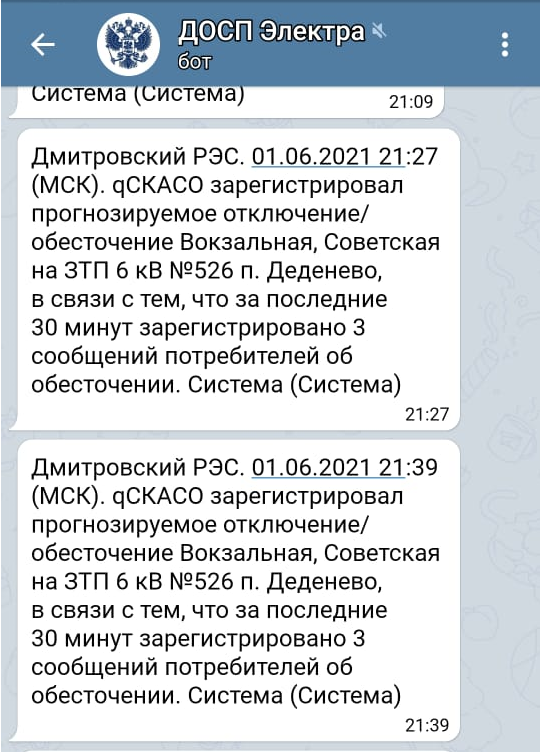 ДОСП Электра
бот
Система (Система)
21:09
Дмитровский РЭС. 01.06.2021 21:27
(МСК). qСКАСО зарегистрировал
прогнозируемое отключение/
обесточение Вокзальная, Советская
на ЗТП 6 кВ №526 п. Деденево,
в связи с тем, что за последние
30 минут зарегистрировано 3
сообщений потребителей об
обесточении. Система (Система)
21:27
Дмитровский РЭС. 01.06.2021 21:39
(МСК). qСКАСО зарегистрировал
прогнозируемое отключение/
обесточение Вокзальная, Советская
на ЗТП 6 кВ №526 п. Деденево,
в связи с тем, что за последние
30 минут зарегистрировано 3
сообщений потребителей об
обесточении. Система (Система)
21:39